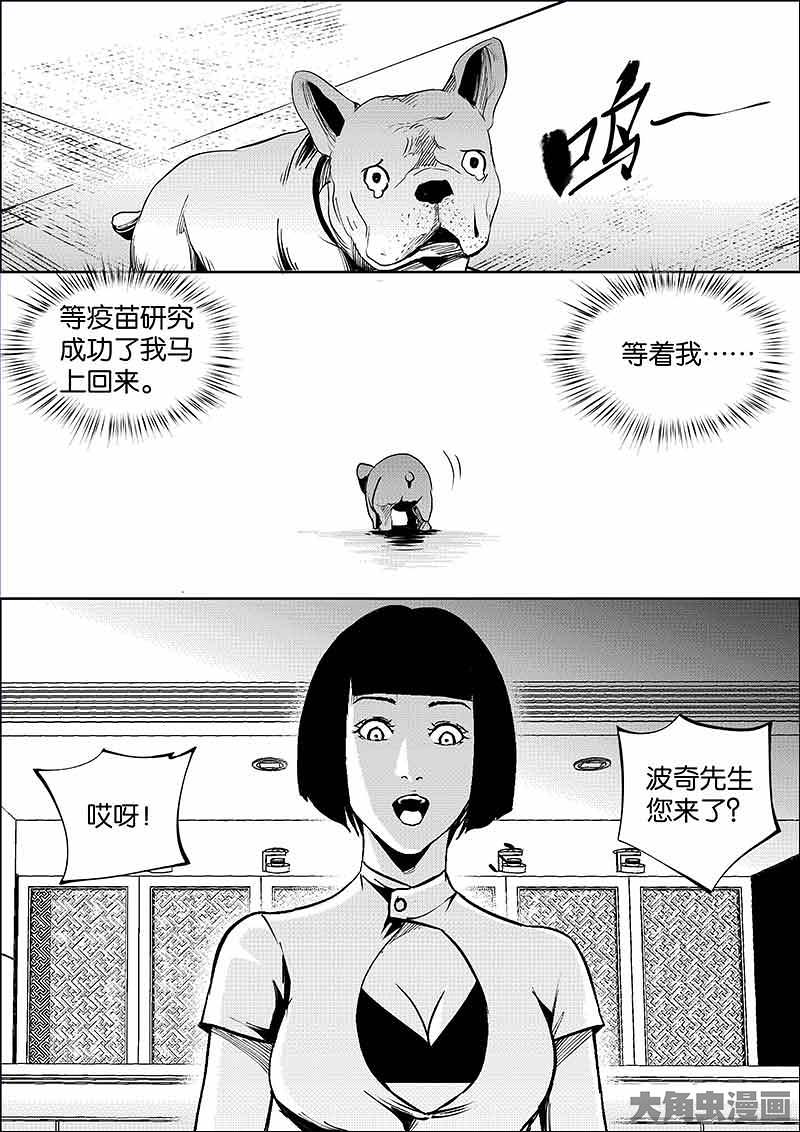 呜～
等疫苗研究
成功了我马
上回来。
等着我……
哎呀！
波奇先生
您来了？
大角虫漫画